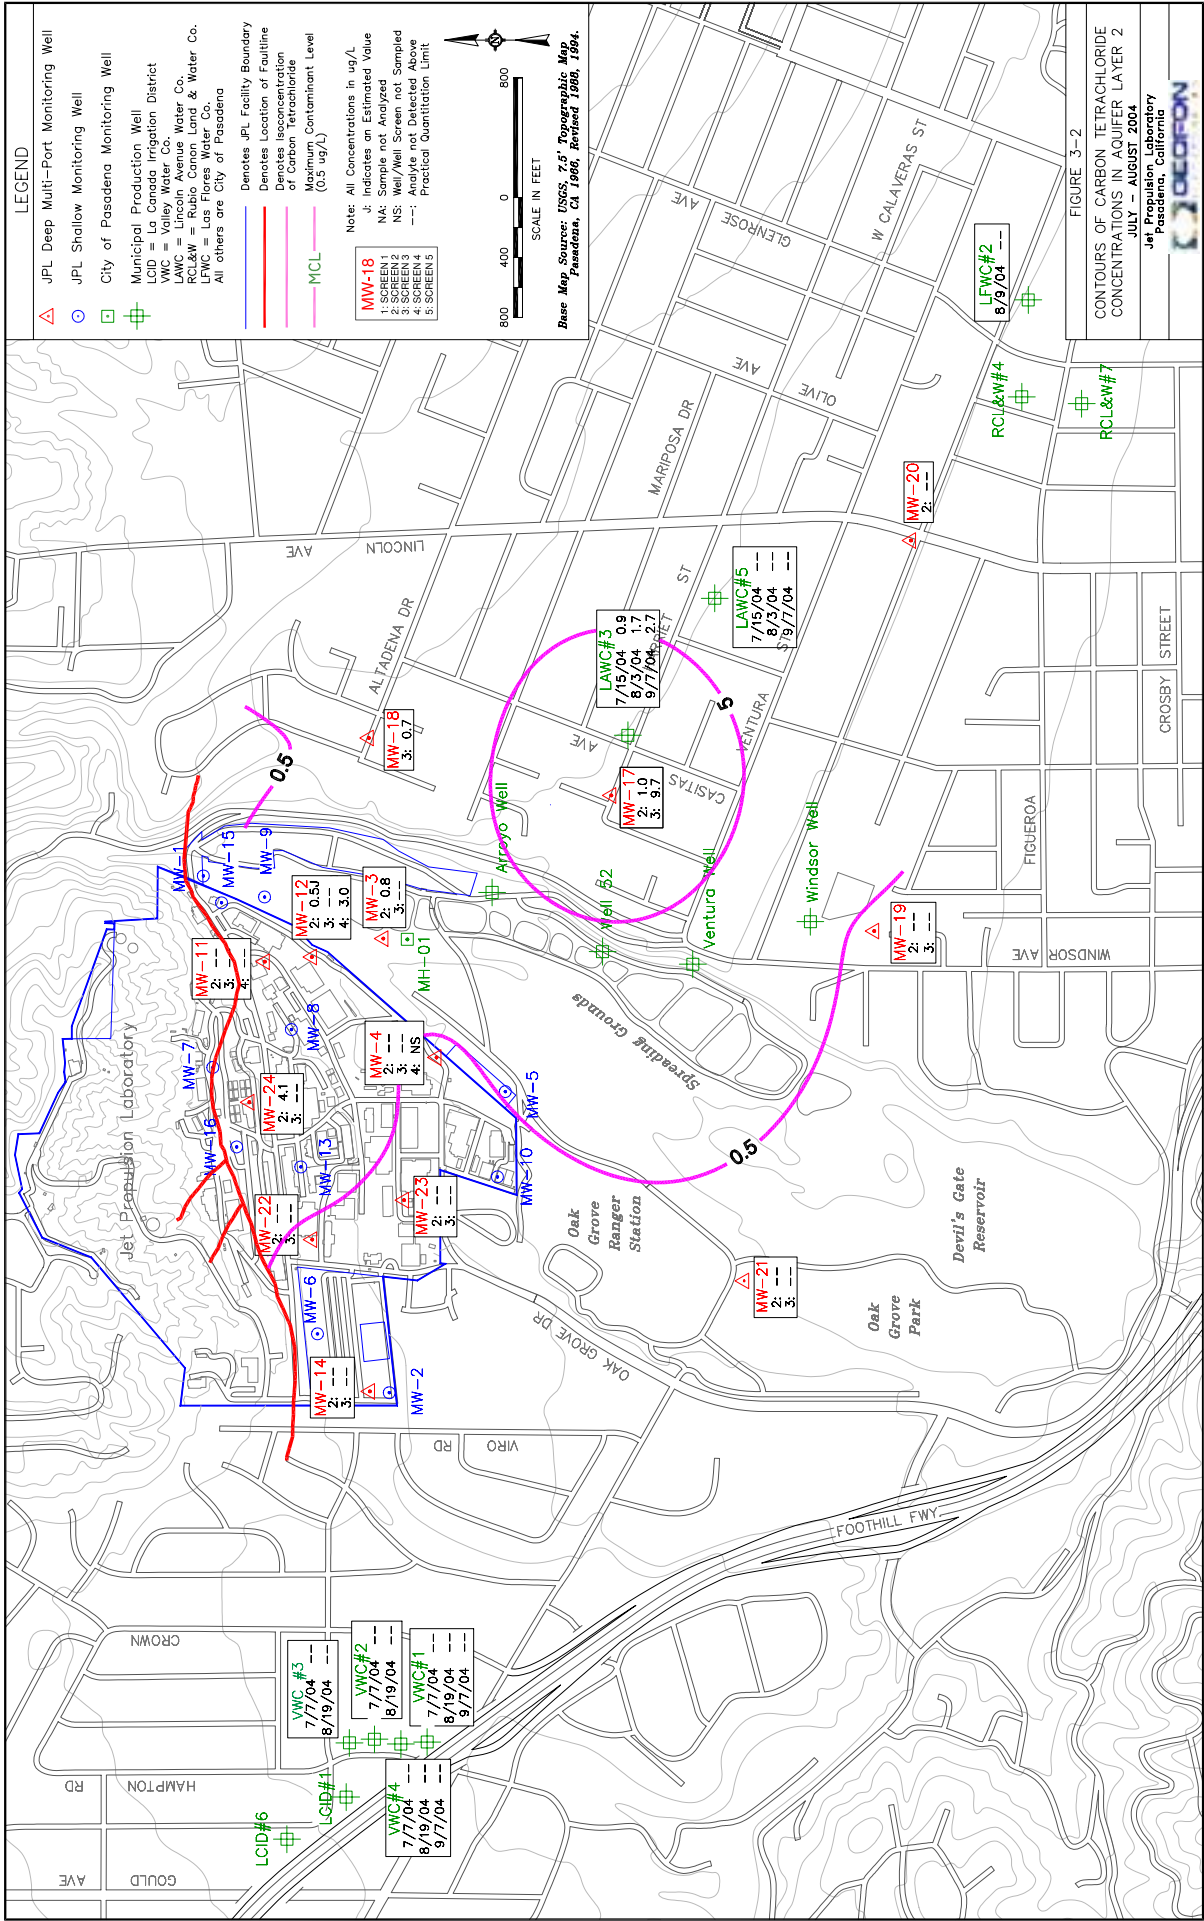 LEGEND
JPL Deep Multi-Port Monitoring Well
JPL Shallow Monitoring Well
City of Pasadena Monitoring Well
Municipal Production Well
LCID = La Canada Irrigation District
VWC = Valley Water Co.
LAWC = Lincoln Avenue Water Co.
RCL&W = Rubio Canon Land & Water Co.
LFWC = Las Flores Water Co.
All others are City of Pasadena
Denotes JPL Facility Boundary
Denotes Location of Faultline
Denotes Isoconcentration
of Carbon Tetrachloride
MCL
Maximum Contaminant Level
(0.5 ug/L)
Note: All Concentrations in ug/L
J: Indicates an Estimated Value
NA: Sample not Analyzed
NS: Well/Well Screen not Sampled
--: Analyte not Detected Above
Practical Quantitation Limit
MW-18
1: SCREEN 1
2: SCREEN 2
3: SCREEN 3
4: SCREEN 4
5: SCREEN 5
N
800 400 0 800
SCALE IN FEET
Base Map Source: USGS, 7.5' Topographic Map
Pasadena, CA 1966, Revised 1988, 1994.
FIGURE 3-2
CONTOURS OF CARBON TETRACHLORIDE
CONCENTRATIONS IN AQUIFER LAYER 2
JULY - AUGUST 2004
Jet Propulsion Laboratory
Pasadena, California
GEOFON
LFWC#2
8/9/04 --
RCL&W#4
RCL&W#7
MW-20
2: --
LAWC#5
7/15/04 --
8/3/04 --
9/7/04 --
LAWC#3
7/15/04 0.9
8/3/04 1.7
9/7/04 2.7
MW-17
2: 1.0
3: 9.7
MW-18
3: 0.7
5
0.5
0.5
Arroyo Well
Well 52
Ventura Well
Windsor Well
MW-19
2: --
3: --
MW-1
MW-15
MW-9
MW-12
2: 0.5J
3: --
4: 3.0
MW-3
2: 0.8
3: --
MH-01
MW-11
2: --
3: --
4: --
MW-7
MW-8
MW-4
2: --
3: --
4: NS
MW-24
2: 4.1
3: --
MW-16
MW-13
MW-5
MW-10
MW-22
2: --
3: --
MW-23
2: --
3: --
MW-6
MW-21
2: --
3: --
MW-14
2: --
3: --
MW-2
VWC #3
7/7/04 --
8/19/04 --
VWC#2
7/7/04 --
8/19/04 --
VWC#1
7/7/04 --
8/19/04 --
9/7/04 --
VWC#4
7/7/04 --
8/19/04 --
9/7/04 --
LCID#1
LCID#6
Jet Propulsion Laboratory
Spreading Grounds
Oak
Grove
Ranger
Station
Devil's Gate
Reservoir
Oak
Grove
Park
GLENROSE
AVE
W CALAVERAS ST
OLIVE
AVE
MARIPOSA DR
LINCOLN
AVE
ALTADENA DR
ST
VENTURA
ST
CASITAS
AVE
FIGUEROA
CROSBY STREET
WINDSOR AVE
OAK GROVE DR
VIRO
RD
FOOTHILL FWY
CROWN
HAMPTON
RD
GOULD
AVE